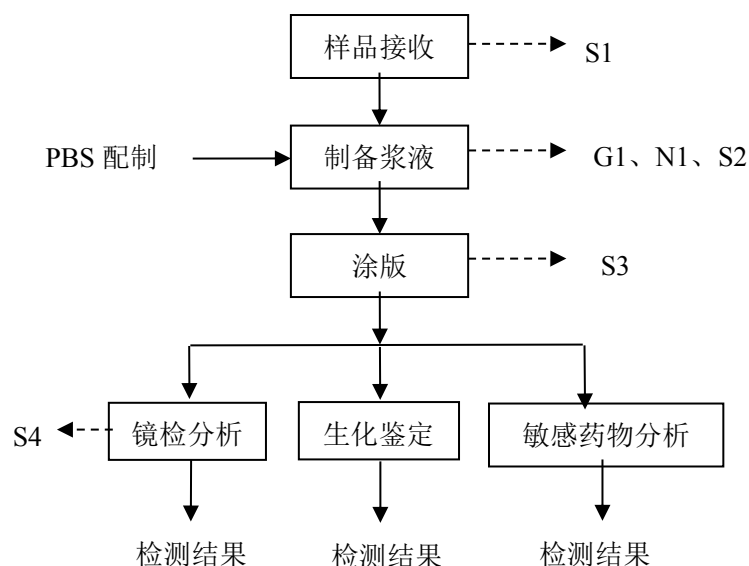 样品接收
S1
PBS 配制
制备浆液
G1、N1、S2
涂版
S3
S4
镜检分析
生化鉴定
敏感药物分析
检测结果
检测结果
检测结果